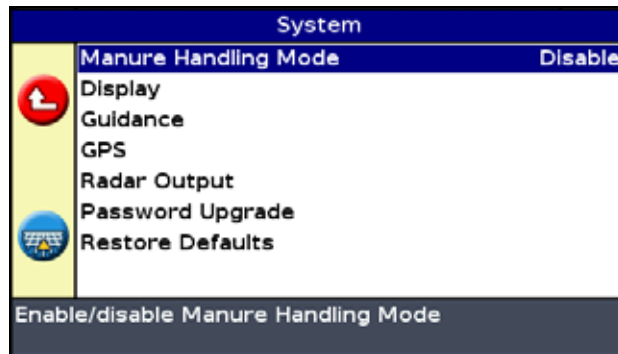 System
Manure Handling Mode Disable
Display
Guidance
GPS
Radar Output
Password Upgrade
Restore Defaults
Enable/disable Manure Handling Mode